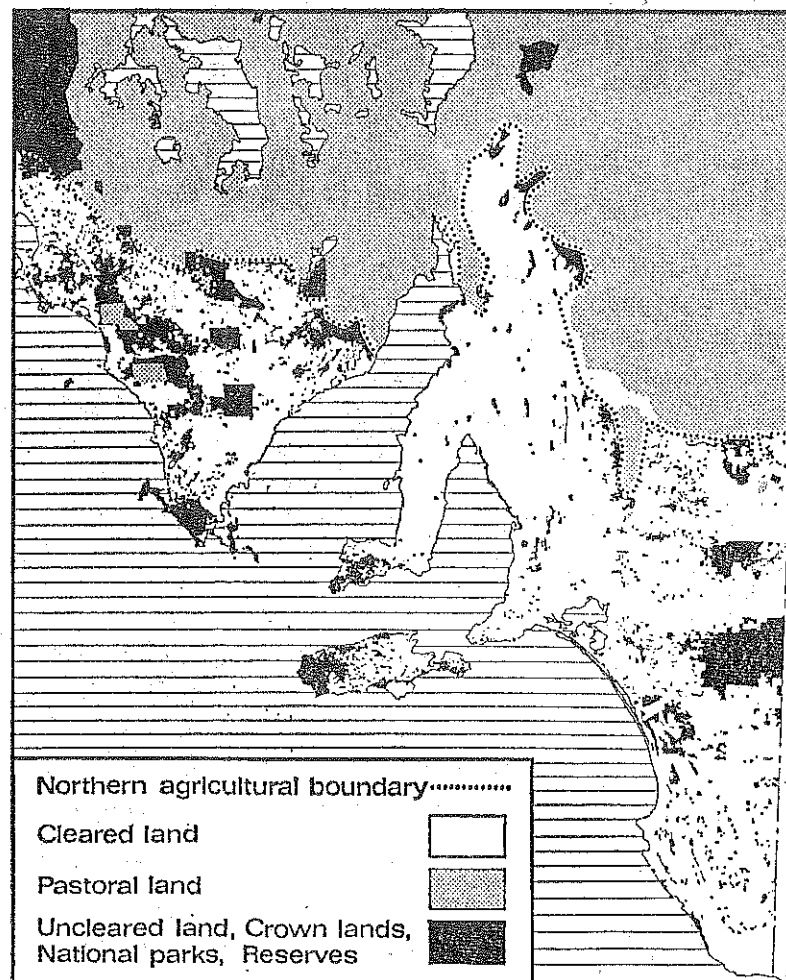 Northern agricultural boundary
Cleared land
Pastoral land
Uncleared land, Crown lands,
National parks, Reserves